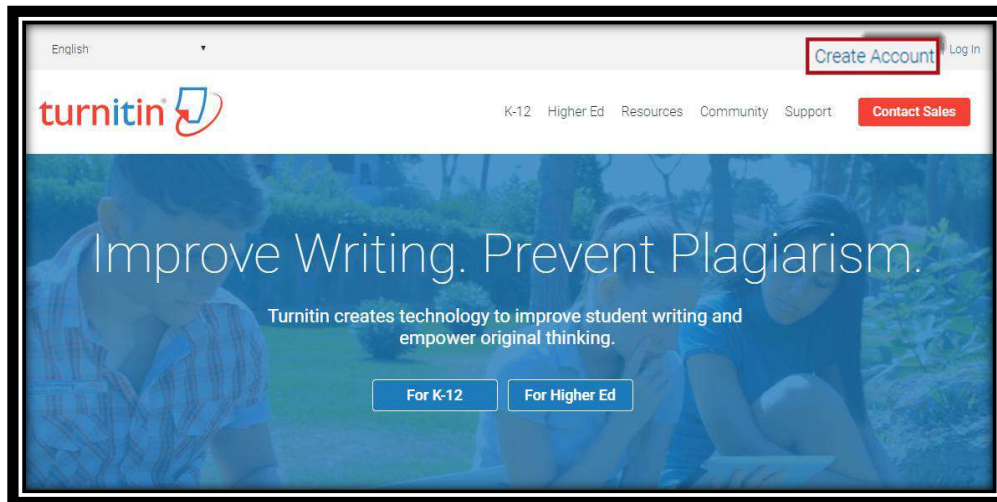 English
Create Account
Log In
turnitin
K-12 Higher Ed Resources Community Support Contact Sales
Improve Writing. Prevent Plagiarism.
Turnitin creates technology to improve student writing and
empower original thinking.
For K-12 For Higher Ed